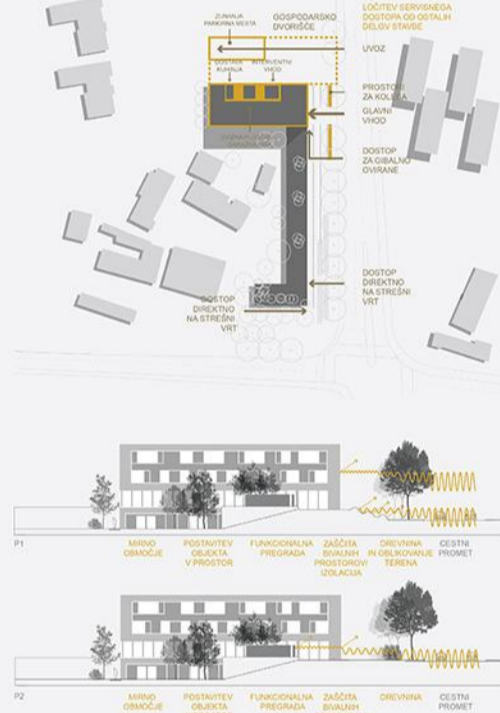 LOČITEV SERVISNEGA
DOSTOPA OD OSTALIH
DELOV STAVBE
ZUNANJA
PARKIRNA MESTA
GOSPODARSKO
DVORIŠČE
UVOZ
DOSTAVA
KUHINJA
INTERVENTNI
VHOD
PROSTORI
ZA KOLESA
GLAVNI
VHOD
DOSTOP
ZA GIBALNO
OVIRANE
DOSTOP
DIREKTNO
NA STREŠNI
VRT
DOSTOP
DIREKTNO
NA STREŠNI
VRT
P1
MIRNO
OBMOČJE
POSTAVITEV
OBJEKTA
V PROSTOR
FUNKCIONALNA
PREGRADA
ZAŠČITA
BIVALNIH
PROSTOROV/
IZOLACIJA
DREVNINA
IN OBLIKOVANJE
TERENA
CESTNI
PROMET
P2
MIRNO
OBMOČJE
POSTAVITEV
OBJEKTA
FUNKCIONALNA
PREGRADA
ZAŠČITA
BIVALNIH
DREVNINA
CESTNI
PROMET